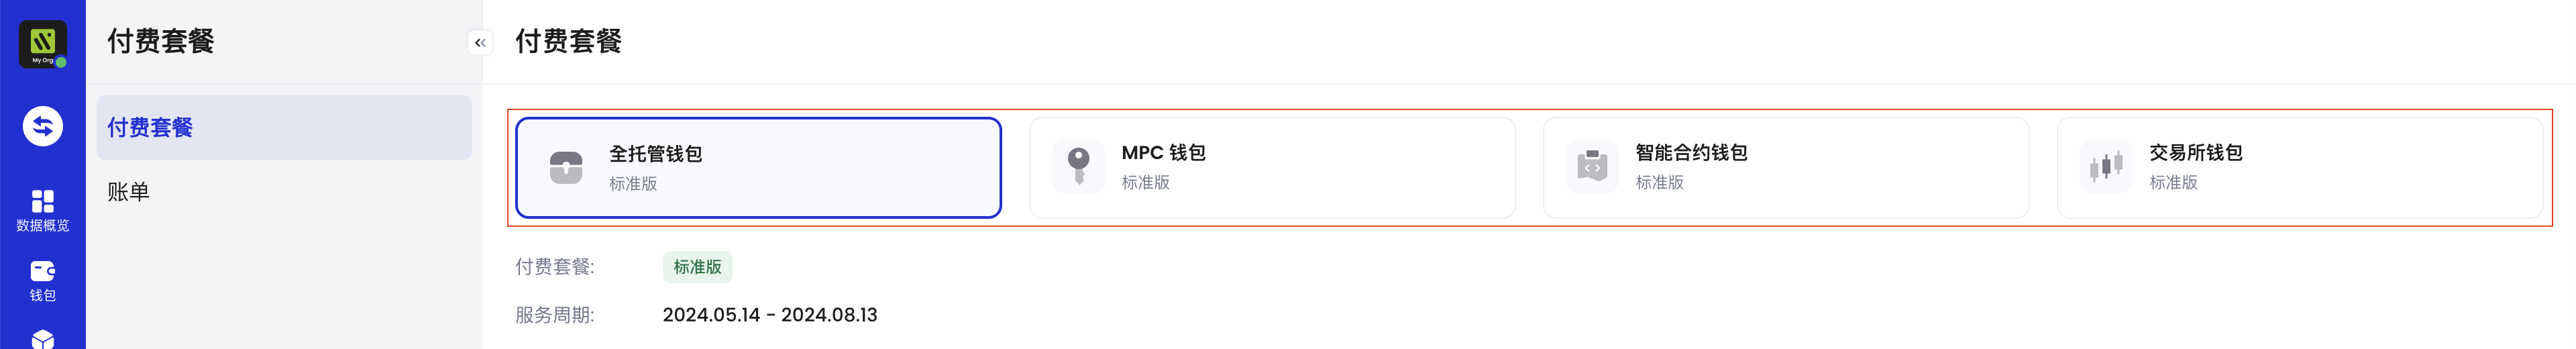 My Org
数据概览
钱包
付费套餐
付费套餐
账单
付费套餐
全托管钱包
标准版
MPC 钱包
标准版
智能合约钱包
标准版
交易所钱包
标准版
付费套餐: 标准版
服务周期: 2024.05.14 - 2024.08.13